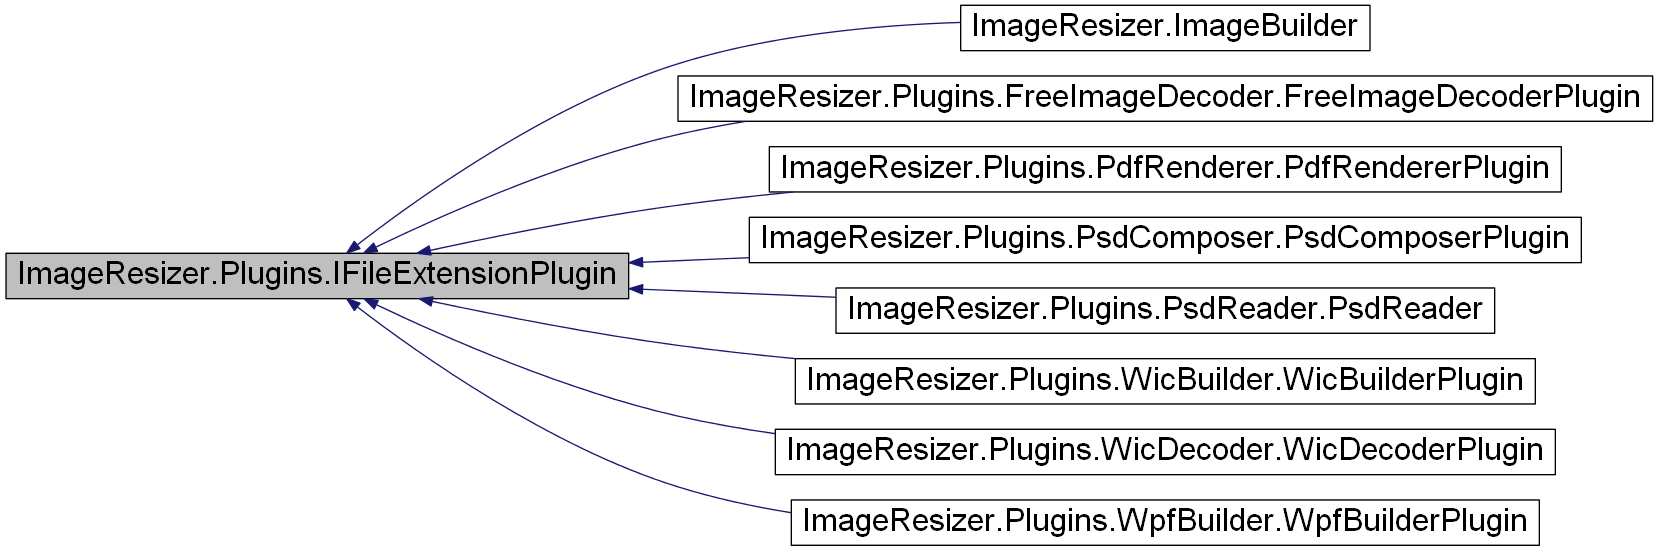 ImageResizer.ImageBuilder
ImageResizer.Plugins.FreeImageDecoder.FreeImageDecoderPlugin
ImageResizer.Plugins.PdfRenderer.PdfRendererPlugin
ImageResizer.Plugins.PsdComposer.PsdComposerPlugin
ImageResizer.Plugins.IFileExtensionPlugin
ImageResizer.Plugins.PsdReader.PsdReader
ImageResizer.Plugins.WicBuilder.WicBuilderPlugin
ImageResizer.Plugins.WicDecoder.WicDecoderPlugin
ImageResizer.Plugins.WpfBuilder.WpfBuilderPlugin